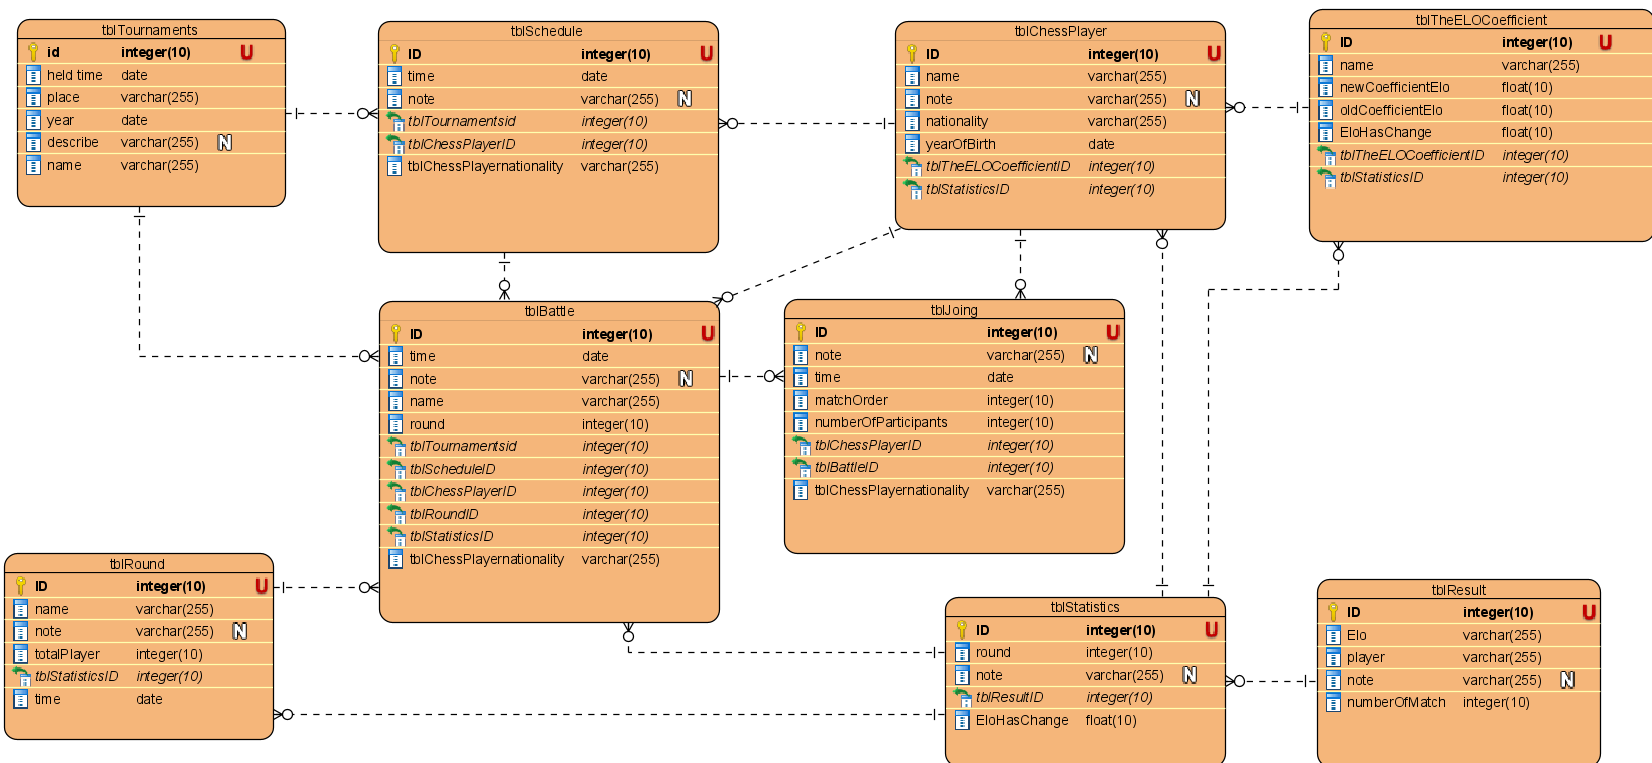 tblTournaments
id integer(10) U
held time date
place varchar(255)
year date
describe varchar(255) N
name varchar(255)
tblSchedule
ID integer(10) U
time date
note varchar(255) N
tblTournamentsid integer(10)
tblChessPlayerID integer(10)
tblChessPlayernationality varchar(255)
tblChessPlayer
ID integer(10) U
name varchar(255)
note varchar(255) N
nationality varchar(255)
yearOfBirth date
tblTheELOCoefficientID integer(10)
tblStatisticsID integer(10)
tblTheELOCoefficient
ID integer(10) U
name varchar(255)
newCoefficientElo float(10)
oldCoefficientElo float(10)
EloHasChange float(10)
tblTheELOCoefficientID integer(10)
tblStatisticsID integer(10)
tblBattle
ID integer(10) U
time date
note varchar(255) N
name varchar(255)
round integer(10)
tblTournamentsid integer(10)
tblScheduleID integer(10)
tblChessPlayerID integer(10)
tblRoundID integer(10)
tblStatisticsID integer(10)
tblChessPlayernationality varchar(255)
tblJoing
ID integer(10) U
note varchar(255) N
time date
matchOrder integer(10)
numberOfParticipants integer(10)
tblChessPlayerID integer(10)
tblBattleID integer(10)
tblChessPlayernationality varchar(255)
tblRound
ID integer(10) U
name varchar(255)
note varchar(255) N
totalPlayer integer(10)
tblStatisticsID integer(10)
time date
tblStatistics
ID integer(10) U
round integer(10)
note varchar(255) N
tblResultID integer(10)
EloHasChange float(10)
tblResult
ID integer(10) U
Elo varchar(255)
player varchar(255)
note varchar(255) N
numberOfMatch integer(10)